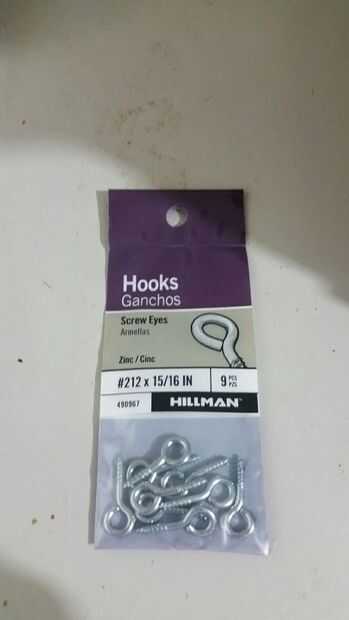 Hooks
Ganchos
Screw Eyes
Armellas
Zinc / Cinc
#212 x 15/16 IN
9 PCS PZS
490967
HILLMAN